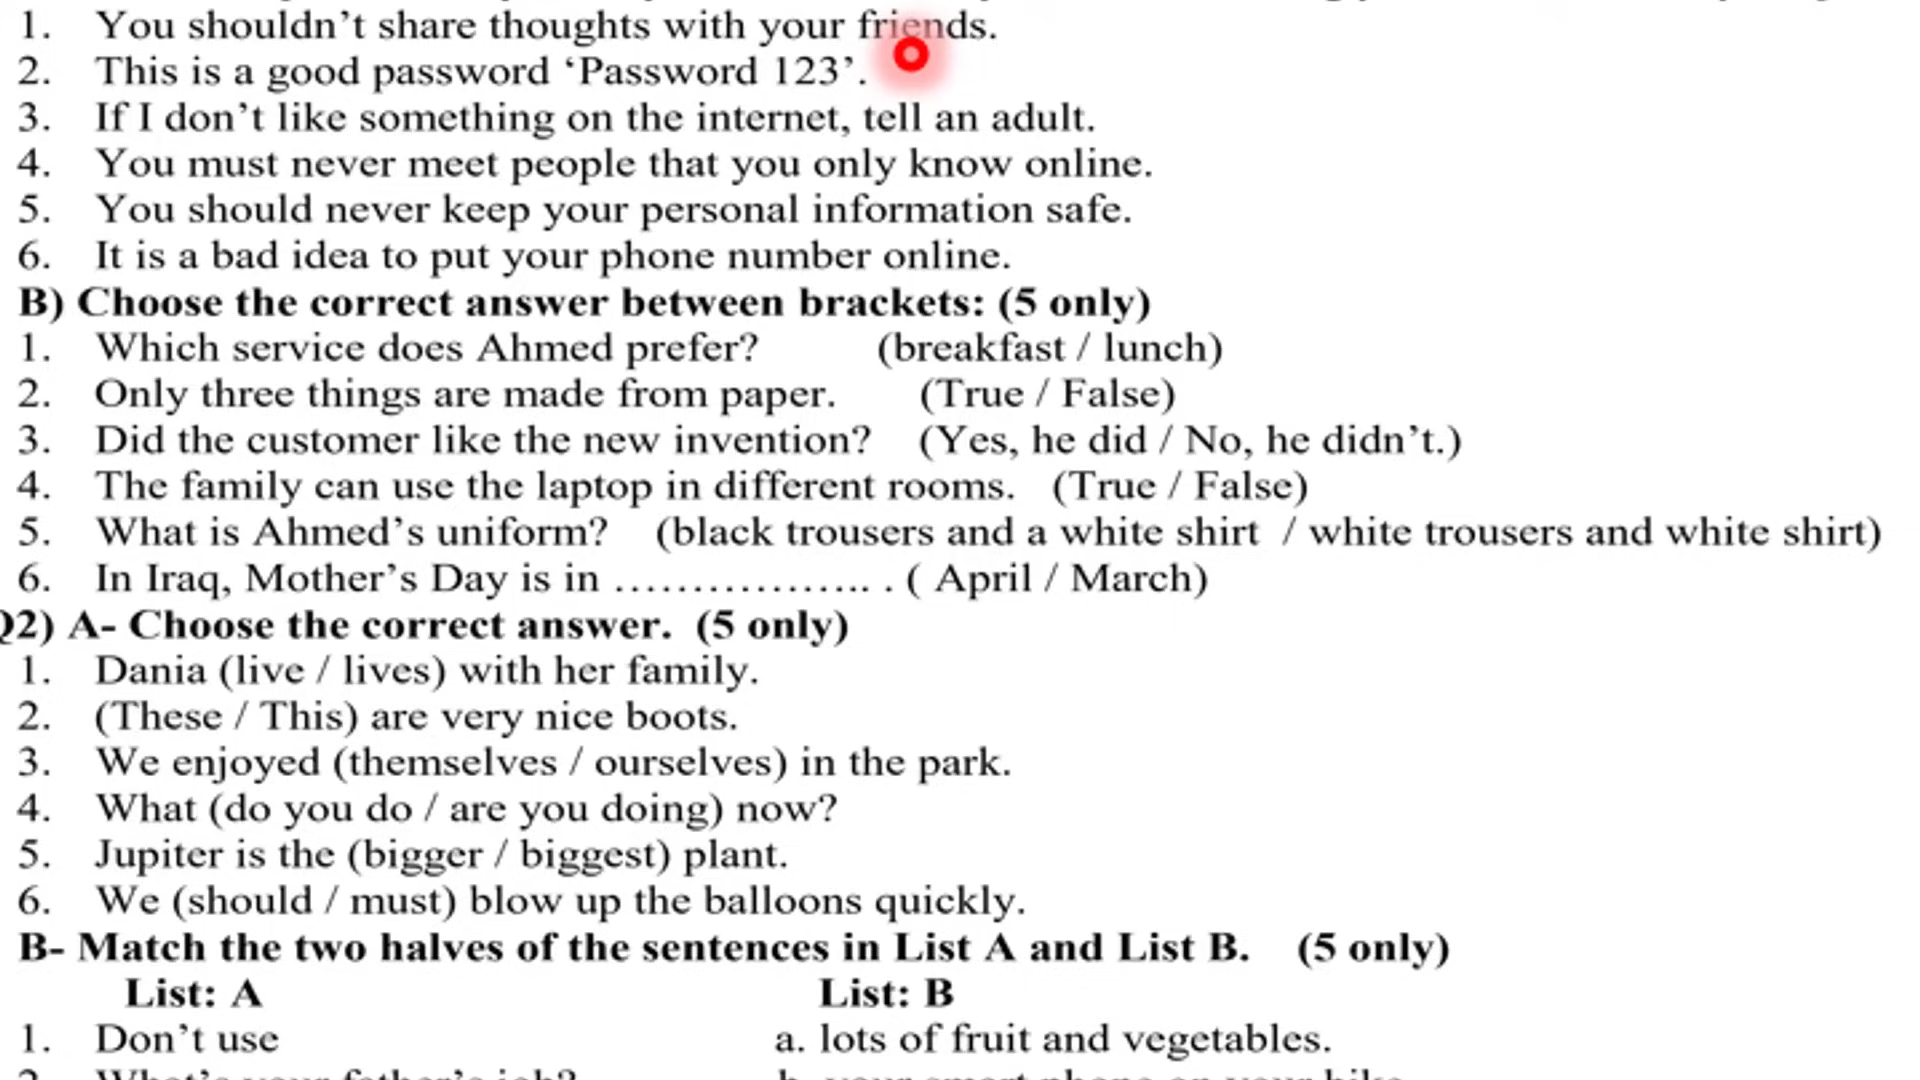 1. You shouldn’t share thoughts with your friends.
2. This is a good password ‘Password 123’.
3. If I don’t like something on the internet, tell an adult.
4. You must never meet people that you only know online.
5. You should never keep your personal information safe.
6. It is a bad idea to put your phone number online.
B) Choose the correct answer between brackets: (5 only)
1. Which service does Ahmed prefer? (breakfast / lunch)
2. Only three things are made from paper. (True / False)
3. Did the customer like the new invention? (Yes, he did / No, he didn’t.)
4. The family can use the laptop in different rooms. (True / False)
5. What is Ahmed’s uniform? (black trousers and a white shirt / white trousers and white shirt)
6. In Iraq, Mother’s Day is in ……………….. . ( April / March)
Q2) A- Choose the correct answer. (5 only)
1. Dania (live / lives) with her family.
2. (These / This) are very nice boots.
3. We enjoyed (themselves / ourselves) in the park.
4. What (do you do / are you doing) now?
5. Jupiter is the (bigger / biggest) plant.
6. We (should / must) blow up the balloons quickly.
B- Match the two halves of the sentences in List A and List B. (5 only)
List: A List: B
1. Don’t use a. lots of fruit and vegetables.
2. What’s your father’s job? b. your smart phone on your bike